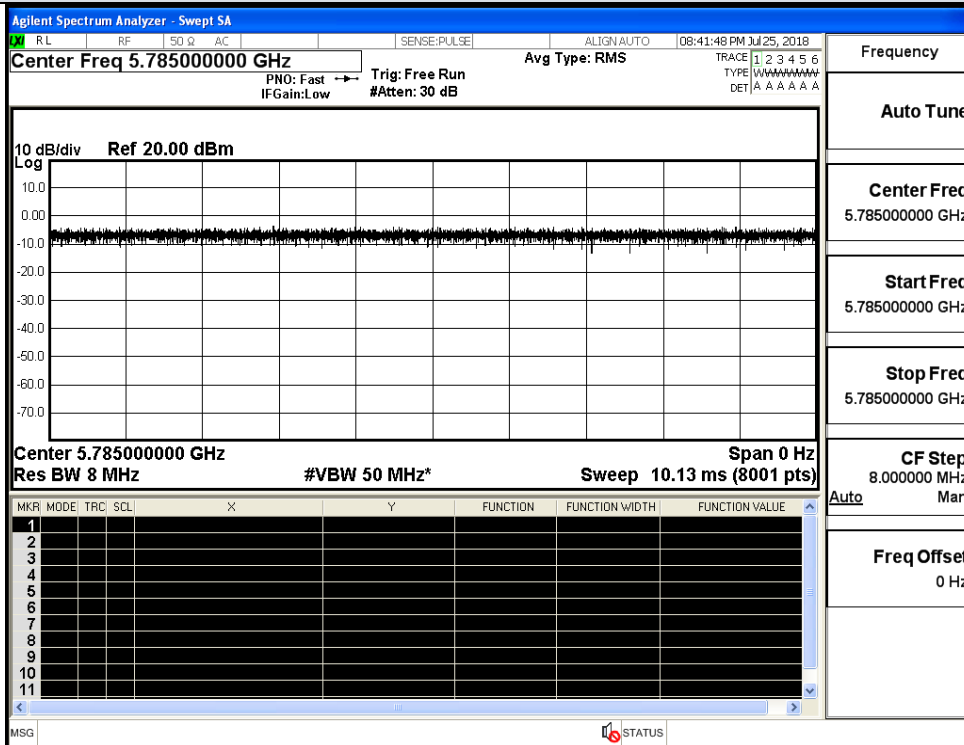 Agilent Spectrum Analyzer - Swept SA
LXI RL RF 50 Ω AC SENSE:PULSE ALIGN AUTO 08:41:48 PM Jul 25, 2018
Center Freq 5.785000000 GHz
Avg Type: RMS
TRACE 1 2 3 4 5 6
PNO: Fast Trig: Free Run
TYPE WWWWWW
IFGain:Low #Atten: 30 dB
DET A A A A A A
10 dB/div Ref 20.00 dBm
Log
10.0
0.00
-10.0
-20.0
-30.0
-40.0
-50.0
-60.0
-70.0
Center 5.785000000 GHz Span 0 Hz
Res BW 8 MHz #VBW 50 MHz* Sweep 10.13 ms (8001 pts)
MKR MODE TRC SCL X Y FUNCTION FUNCTION WIDTH FUNCTION VALUE
1
2
3
4
5
6
7
8
9
10
11
MSG STATUS
Frequency
Auto Tune
Center Freq
5.785000000 GHz
Start Freq
5.785000000 GHz
Stop Freq
5.785000000 GHz
CF Step
8.000000 MHz
Auto Man
Freq Offset
0 Hz